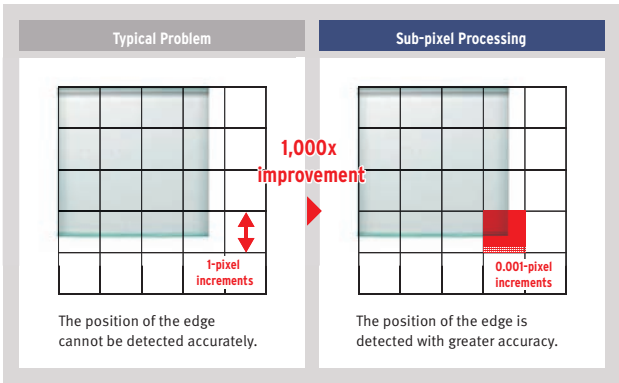 Typical Problem
Sub-pixel Processing
1,000x
improvement
1-pixel
increments
0.001-pixel
increments
The position of the edge
cannot be detected accurately.
The position of the edge is
detected with greater accuracy.